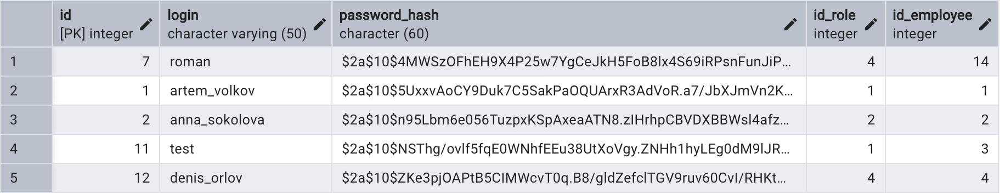 id login password_hash id_role id_employee
[PK] integer character varying (50) character (60) integer integer
1 7 roman $2a$10$4MWSzOFhEH9X4P25w7YgCeJkH5FoB8lx4S69iRPsnFunJiP... 4 14
2 1 artem_volkov $2a$10$5UxxvAoCY9Duk7C5SakPaOQUArxR3AdVoR.a7/JbXJmVn2K... 1 1
3 2 anna_sokolova $2a$10$n95Lbm6e056TuzpxKSpAxeaATN8.zIHrhpCBVDXBBWsl4afz... 2 2
4 11 test $2a$10$NSThg/ovlf5fqE0WNhfEEu38UtXoVgy.ZNHh1hyLEg0dM9lJR... 1 3
5 12 denis_orlov $2a$10$ZKe3pjOAPtB5CIMWcvT0q.B8/gldZefclTGV9ruv60CvI/RHKt... 4 4